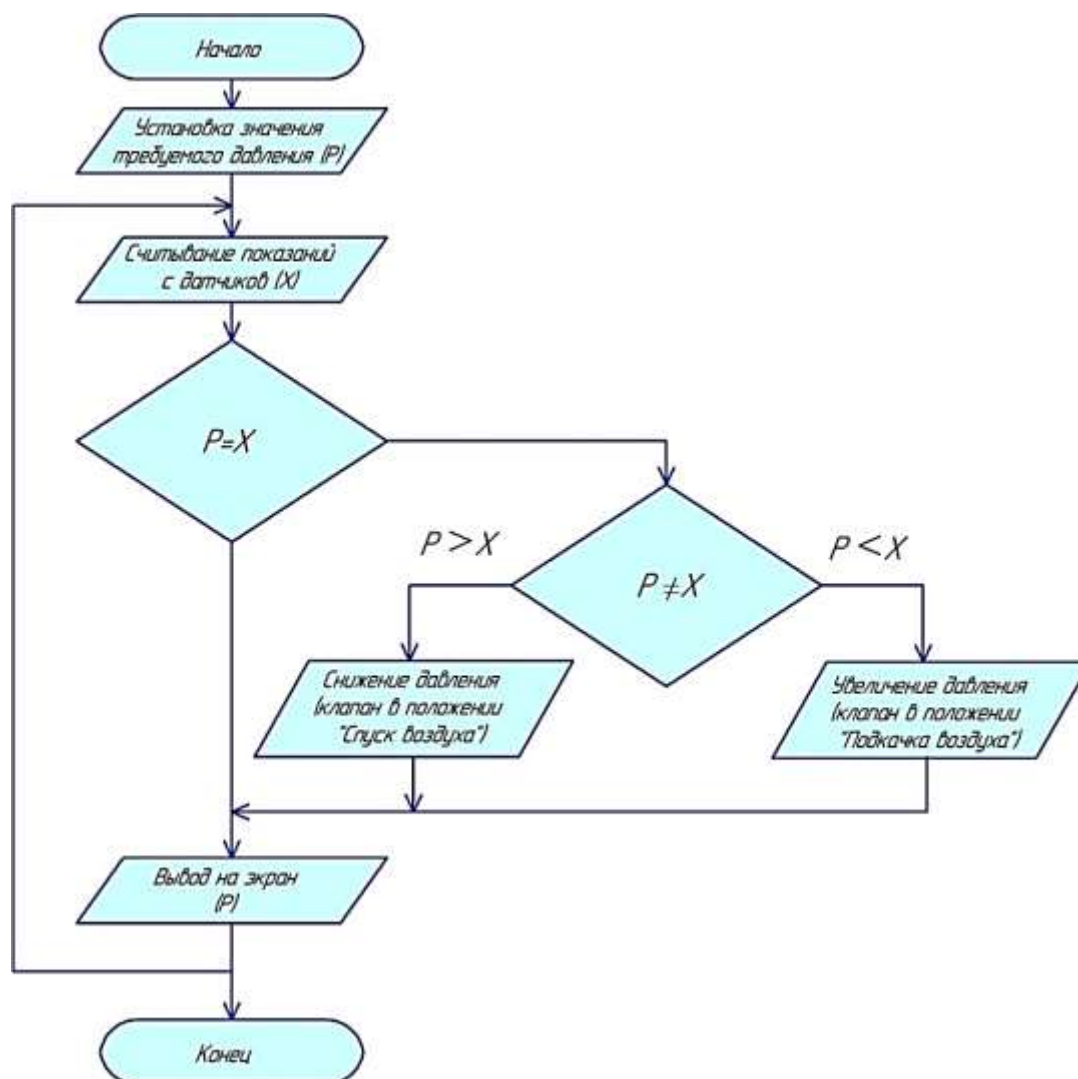 Начало
Установка значения
требуемого давления (P)
Считывание показаний
с датчиков (X)
P=X
P>X
P<X
P≠X
Снижение давления
(клапан в положении
"Спуск воздуха")
Увеличение давления
(клапан в положении
"Подкачка воздуха")
Вывод на экран
(P)
Конец